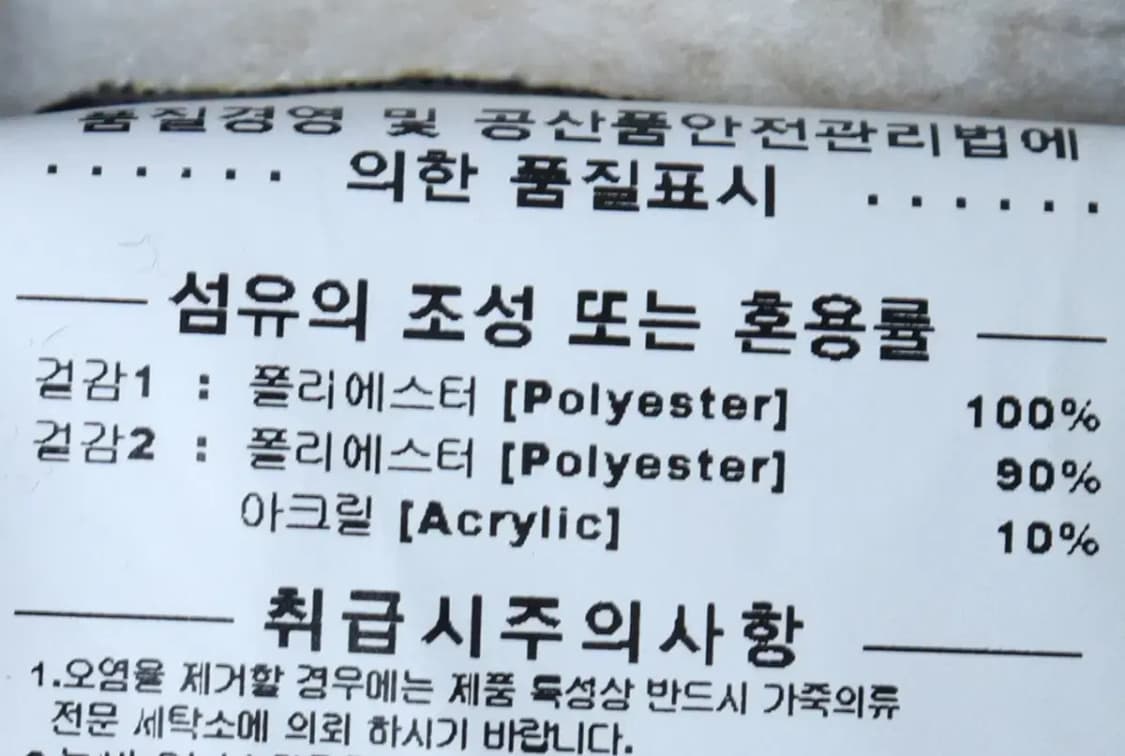 품질경영 및 공산품안전관리법에
...... 의한 품질표시 ......
섬유의 조성 또는 혼용률
겉감1 : 폴리에스터 [Polyester] 100%
겉감2 : 폴리에스터 [Polyester] 90%
아크릴 [Acrylic] 10%
취급시주의사항
1.오염을 제거할 경우에는 제품 특성상 반드시 가죽의류
전문 세탁소에 의뢰 하시기 바랍니다.